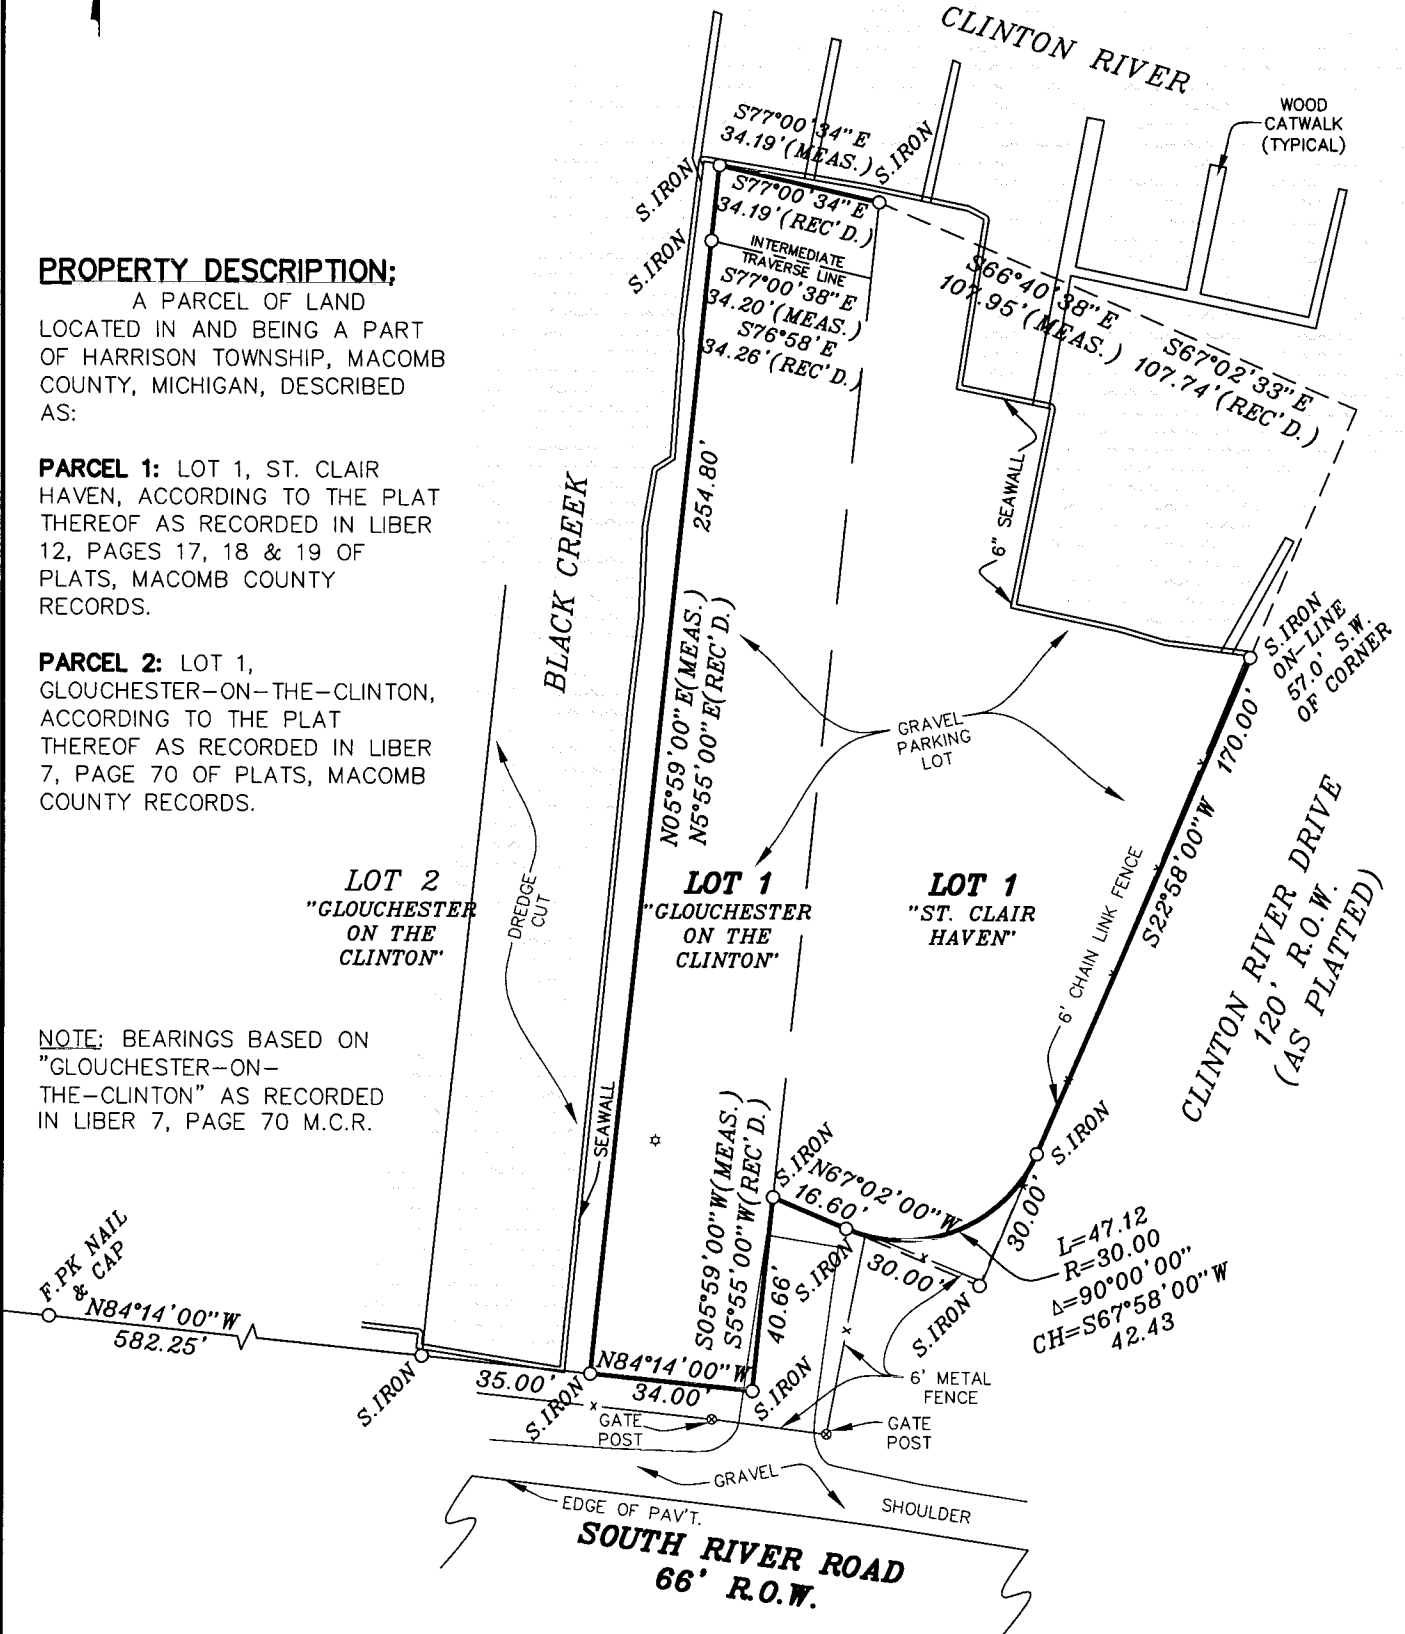 CLINTON RIVER
WOOD
CATWALK
(TYPICAL)
S77°00'34"E
34.19'(MEAS.)
S.IRON
S.IRON
S77°00'34"E
34.19'(REC'D.)
S.IRON
INTERMEDIATE
TRAVERSE LINE
S77°00'38"E
34.20'(MEAS.)
S76°58'E
34.26'(REC'D.)
S66°40'38"E
107.95'(MEAS.)
S67°02'33"E
107.74'(REC'D.)
PROPERTY DESCRIPTION:
A PARCEL OF LAND
LOCATED IN AND BEING A PART
OF HARRISON TOWNSHIP, MACOMB
COUNTY, MICHIGAN, DESCRIBED
AS:
PARCEL 1: LOT 1, ST. CLAIR
HAVEN, ACCORDING TO THE PLAT
THEREOF AS RECORDED IN LIBER
12, PAGES 17, 18 & 19 OF
PLATS, MACOMB COUNTY
RECORDS.
PARCEL 2: LOT 1,
GLOUCHESTER-ON-THE-CLINTON,
ACCORDING TO THE PLAT
THEREOF AS RECORDED IN LIBER
7, PAGE 70 OF PLATS, MACOMB
COUNTY RECORDS.
NOTE: BEARINGS BASED ON
"GLOUCHESTER-ON-
THE-CLINTON" AS RECORDED
IN LIBER 7, PAGE 70 M.C.R.
254.80'
BLACK CREEK
6" SEAWALL
N05°59'00"E(MEAS.)
N5°55'00"E(REC'D.)
S.IRON
ON-LINE
57.0' S.W.
OF CORNER
GRAVEL
PARKING
LOT
170.00'
S22°58'00"W
CLINTON RIVER DRIVE
120' R.O.W.
(AS PLATTED)
LOT 2
"GLOUCHESTER
ON THE
CLINTON"
DREDGE
CUT
LOT 1
"GLOUCHESTER
ON THE
CLINTON"
LOT 1
"ST. CLAIR
HAVEN"
6' CHAIN LINK FENCE
SEAWALL
S05°59'00"W(MEAS.)
S5°55'00"W(REC'D.)
S.IRON
N67°02'00"W
16.60'
S.IRON
30.00'
S.IRON
30.00'
S.IRON
L=47.12
R=30.00
Δ=90°00'00"
CH=S67°58'00"W
42.43
40.66'
F.PK NAIL
& CAP
N84°14'00"W
582.25'
S.IRON
35.00'
S.IRON
N84°14'00"W
34.00'
S.IRON
6' METAL
FENCE
GATE
POST
GATE
POST
GRAVEL
SHOULDER
EDGE OF PAV'T.
SOUTH RIVER ROAD
66' R.O.W.